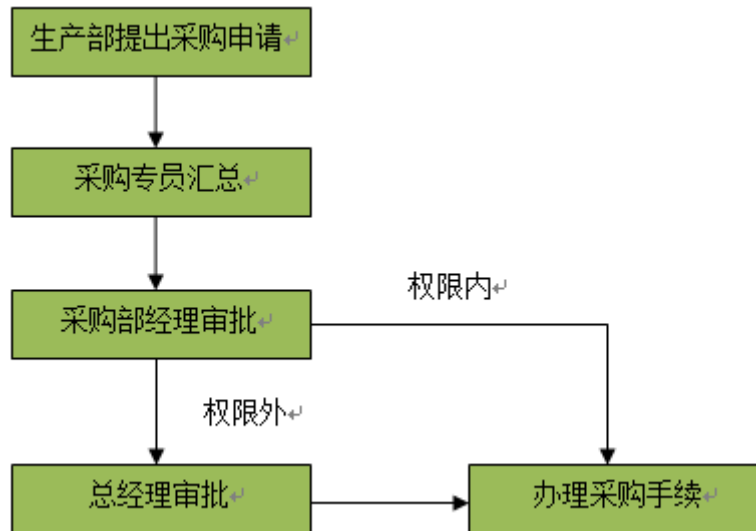 生产部提出采购申请
采购专员汇总
采购部经理审批
权限内
权限外
总经理审批
办理采购手续